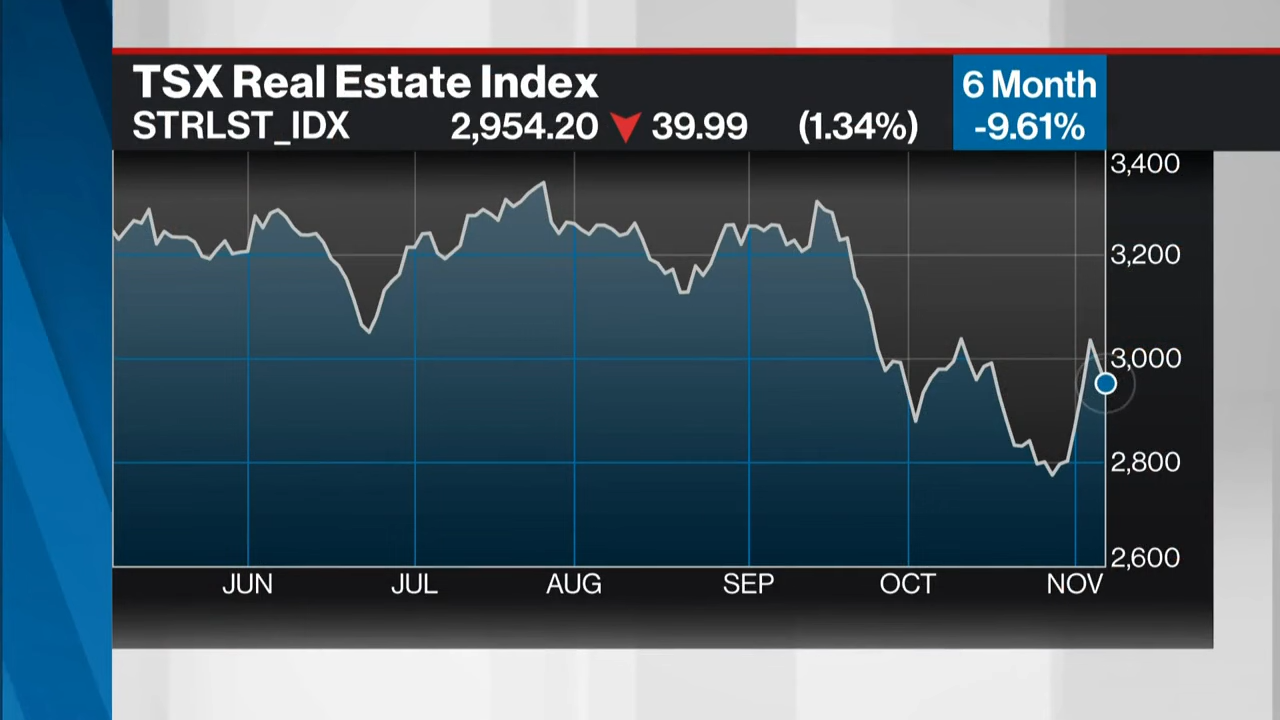 TSX Real Estate Index
STRLST_IDX 2,954.20 39.99 (1.34%)
6 Month
-9.61%
3,400
3,200
3,000
2,800
2,600
JUN JUL AUG SEP OCT NOV